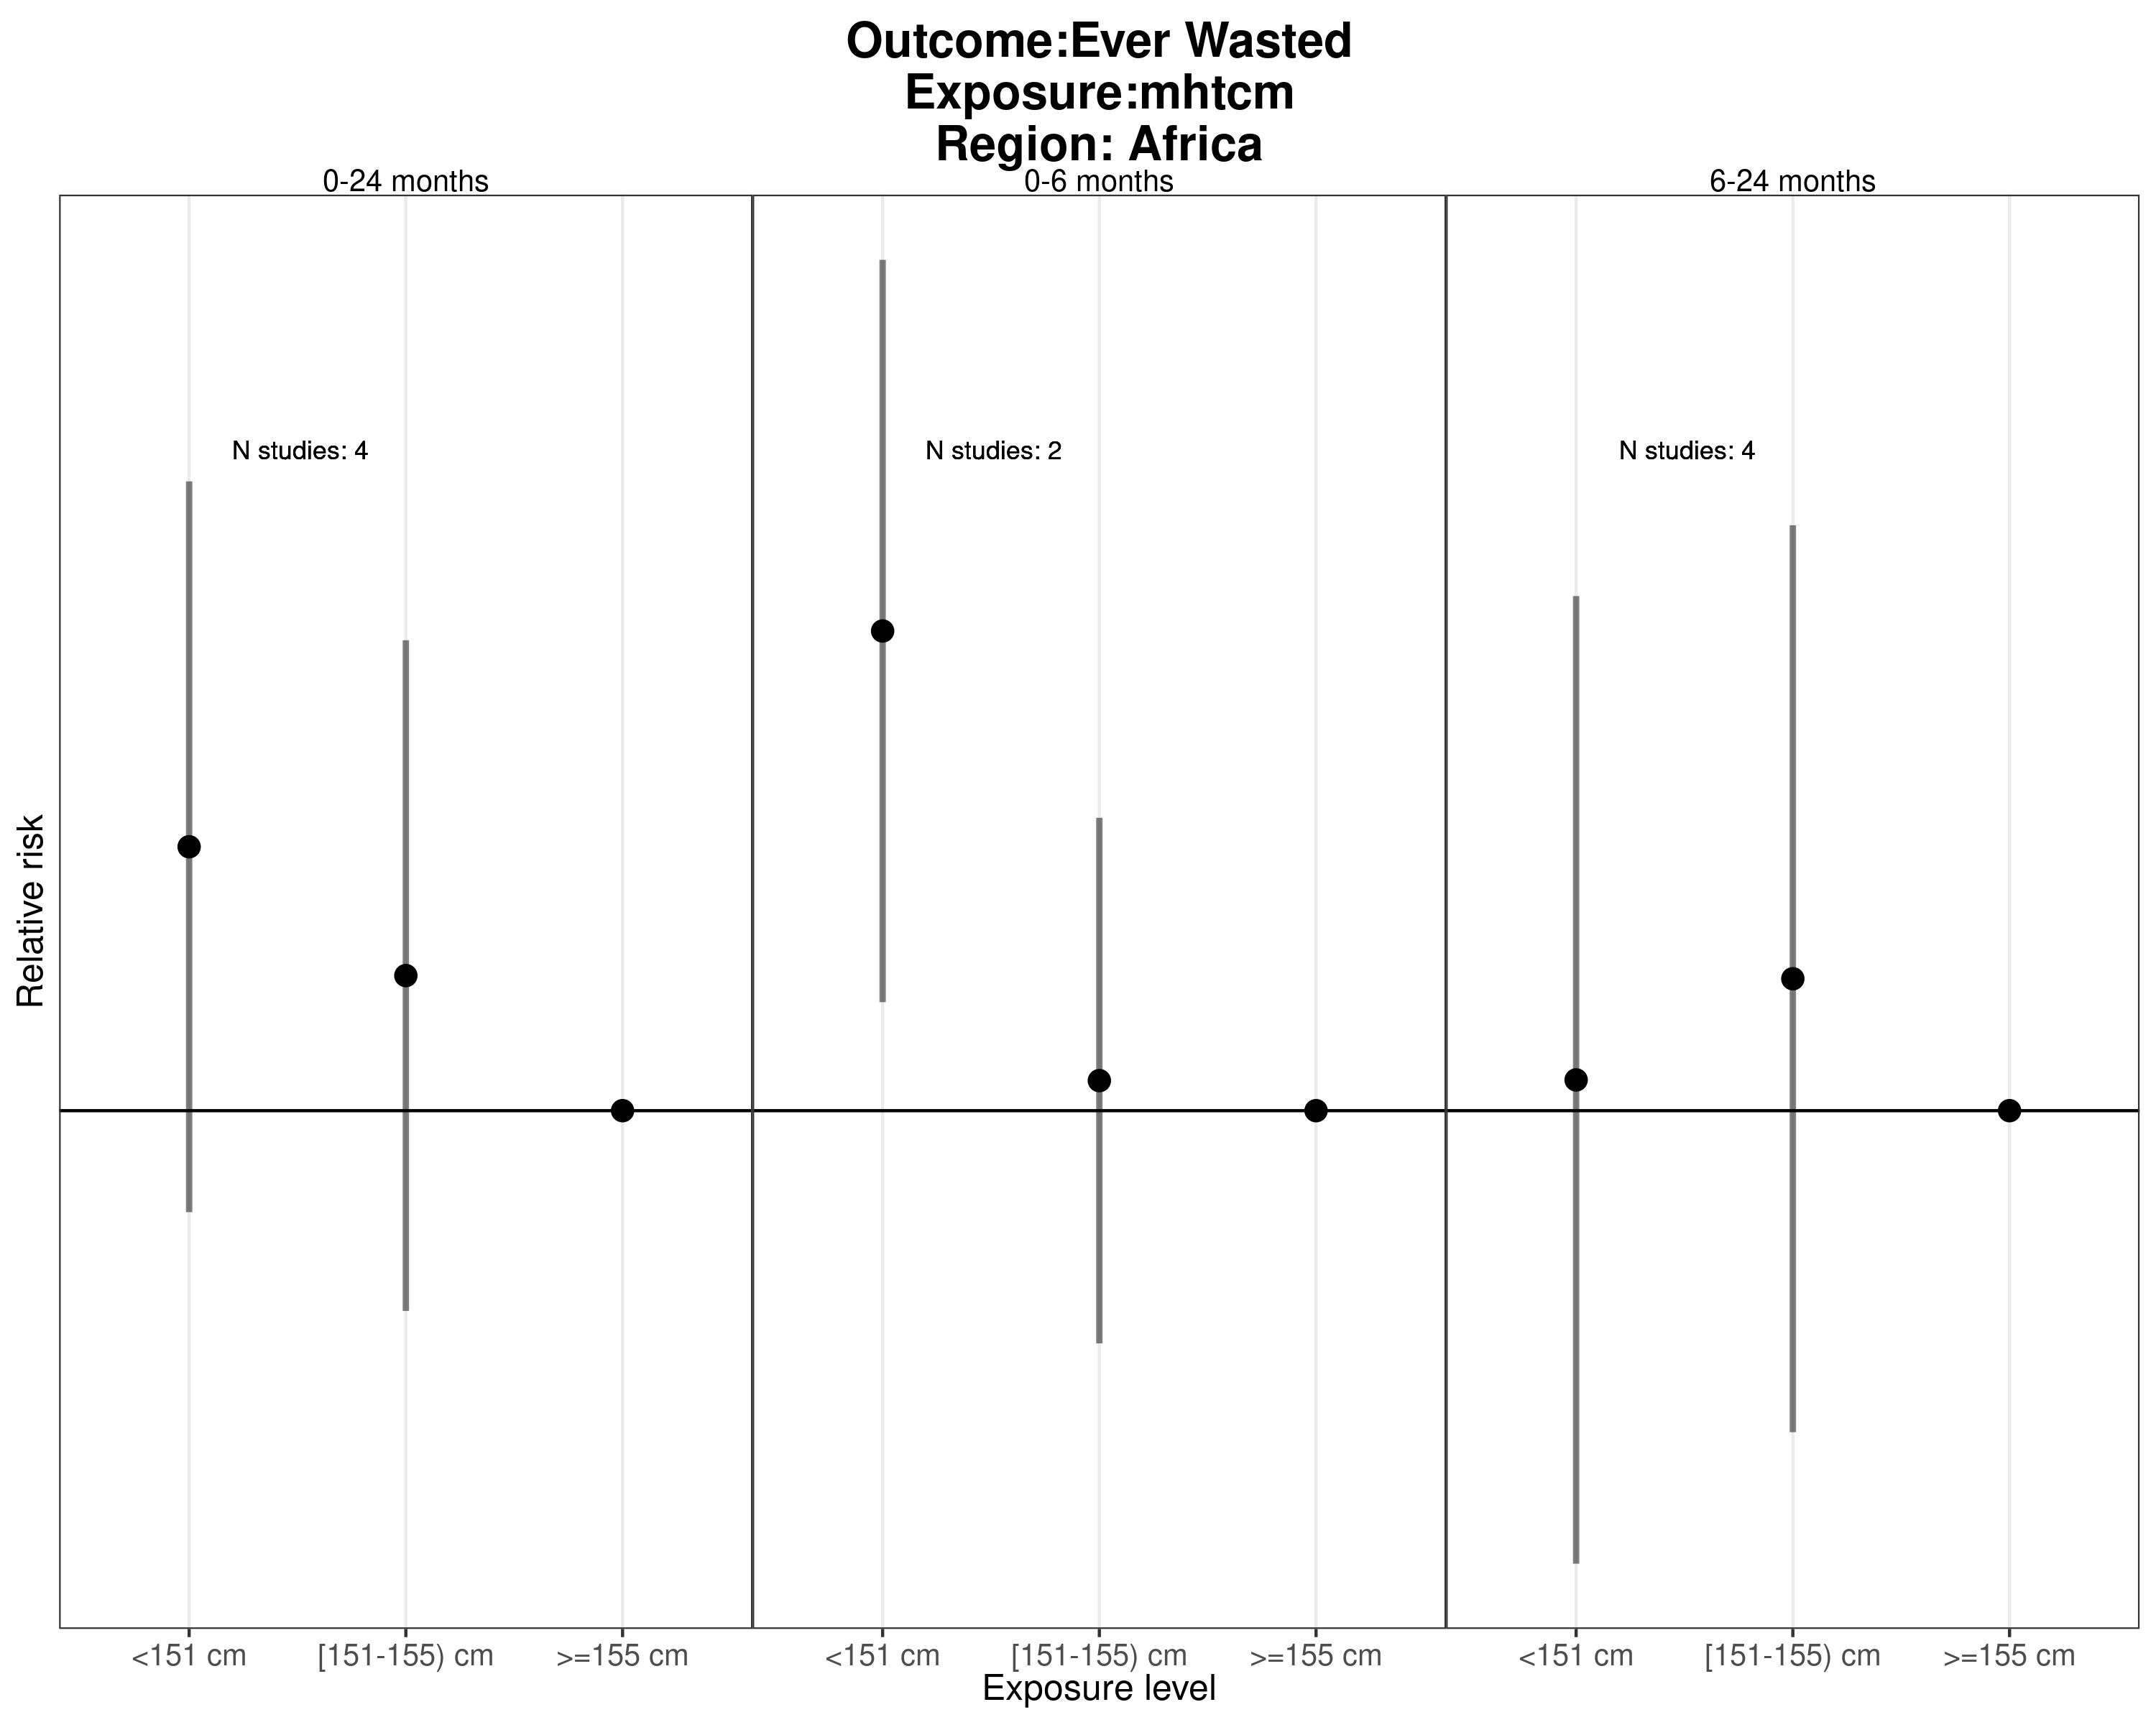 Outcome:Ever Wasted
Exposure:mhtcm
Region: Africa
0-24 months
0-6 months
6-24 months
N studies: 4
N studies: 2
N studies: 4
Relative risk
<151 cm
[151-155) cm
>=155 cm
<151 cm
[151-155) cm
>=155 cm
<151 cm
[151-155) cm
>=155 cm
Exposure level